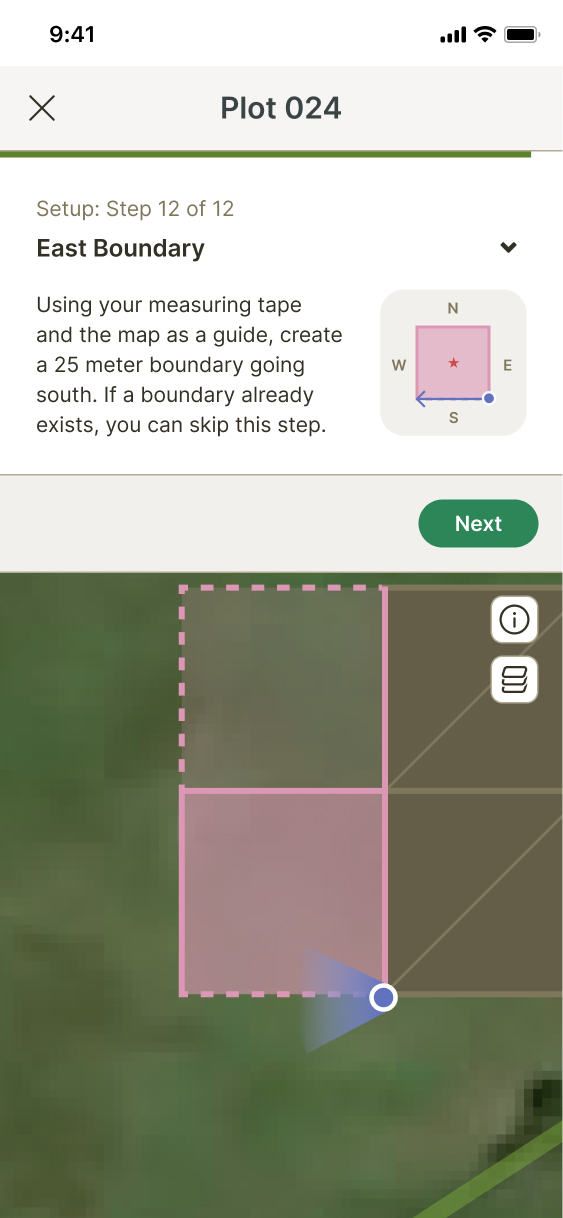 9:41
Plot 024
Setup: Step 12 of 12
East Boundary
Using your measuring tape
and the map as a guide, create
a 25 meter boundary going
south. If a boundary already
exists, you can skip this step.
N
W
E
S
Next